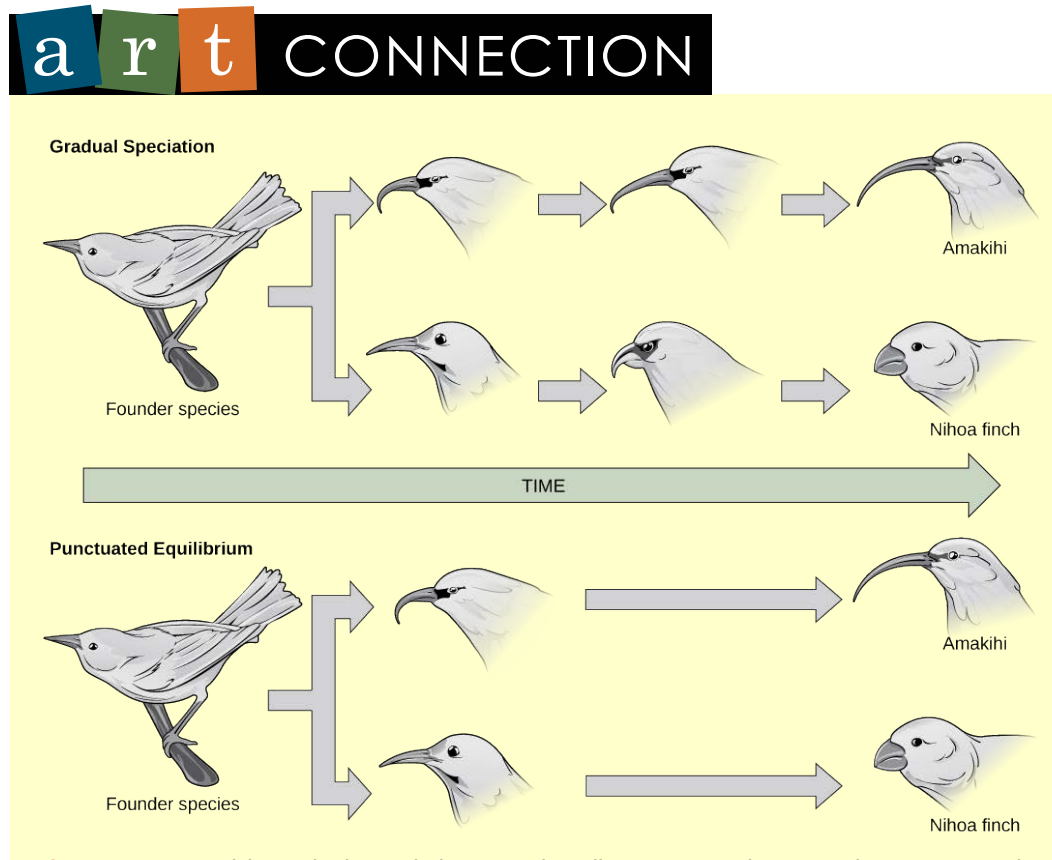 art CONNECTION
Gradual Speciation
Amakihi
Founder species
Nihoa finch
TIME
Punctuated Equilibrium
Amakihi
Founder species
Nihoa finch